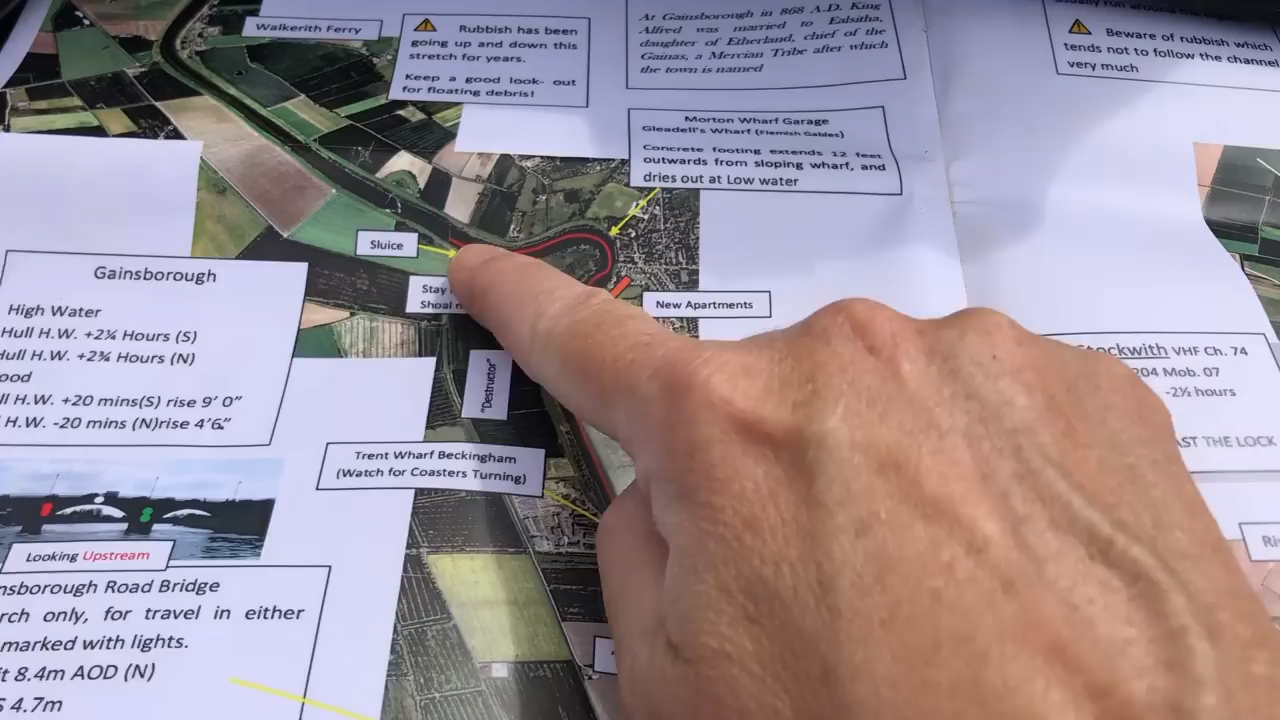 Walkerith Ferry
Rubbish has been
going up and down this
stretch for years.
Keep a good look- out
for floating debris!
At Gainsborough in 868 A.D. King
Alfred was married to Ealsitha,
daughter of Etherland, chief of the
Gainas, a Mercian Tribe after which
the town is named
usually run around the
Beware of rubbish which
tends not to follow the channel
very much
Morton Wharf Garage
Gleadell's Wharf (Flemish Gables)
Concrete footing extends 12 feet
outwards from sloping wharf, and
dries out at Low water
Sluice
Stay
Shoal
New Apartments
Gainsborough
High Water
Hull H.W. +2¼ Hours (S)
Hull H.W. +2¾ Hours (N)
H.W. +20 mins(S) rise 9' 0”
H.W. -20 mins (N)rise 4'6”
"Destructor"
Stockwith VHF Ch. 74
204 Mob. 07
-2½ hours
THE LOCK
Trent Wharf Beckingham
(Watch for Coasters Turning)
Looking Upstream
nsborough Road Bridge
rch only, for travel in either
marked with lights.
8.4m AOD (N)
4.7m